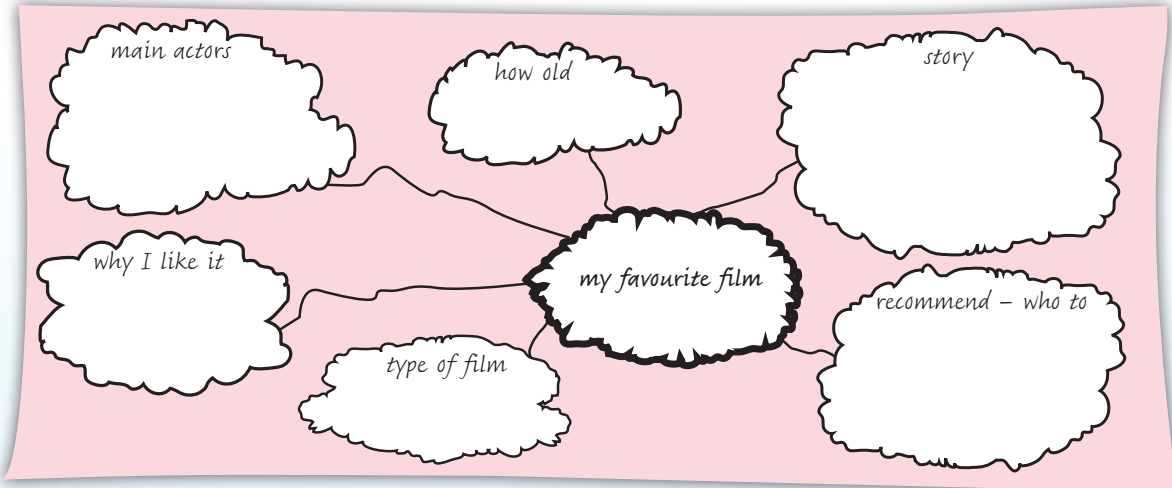 main actors
how old
story
why I like it
my favourite film
recommend – who to
type of film